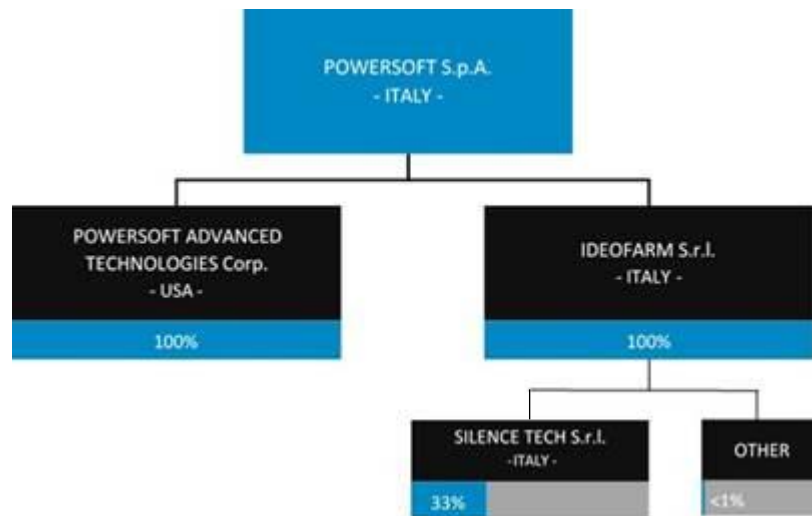 POWERSOFT S.p.A.
- ITALY -
POWERSOFT ADVANCED
TECHNOLOGIES Corp.
- USA -
100%
IDEOFARM S.r.l.
- ITALY -
100%
SILENCE TECH S.r.l.
-ITALY -
33%
OTHER
<1%